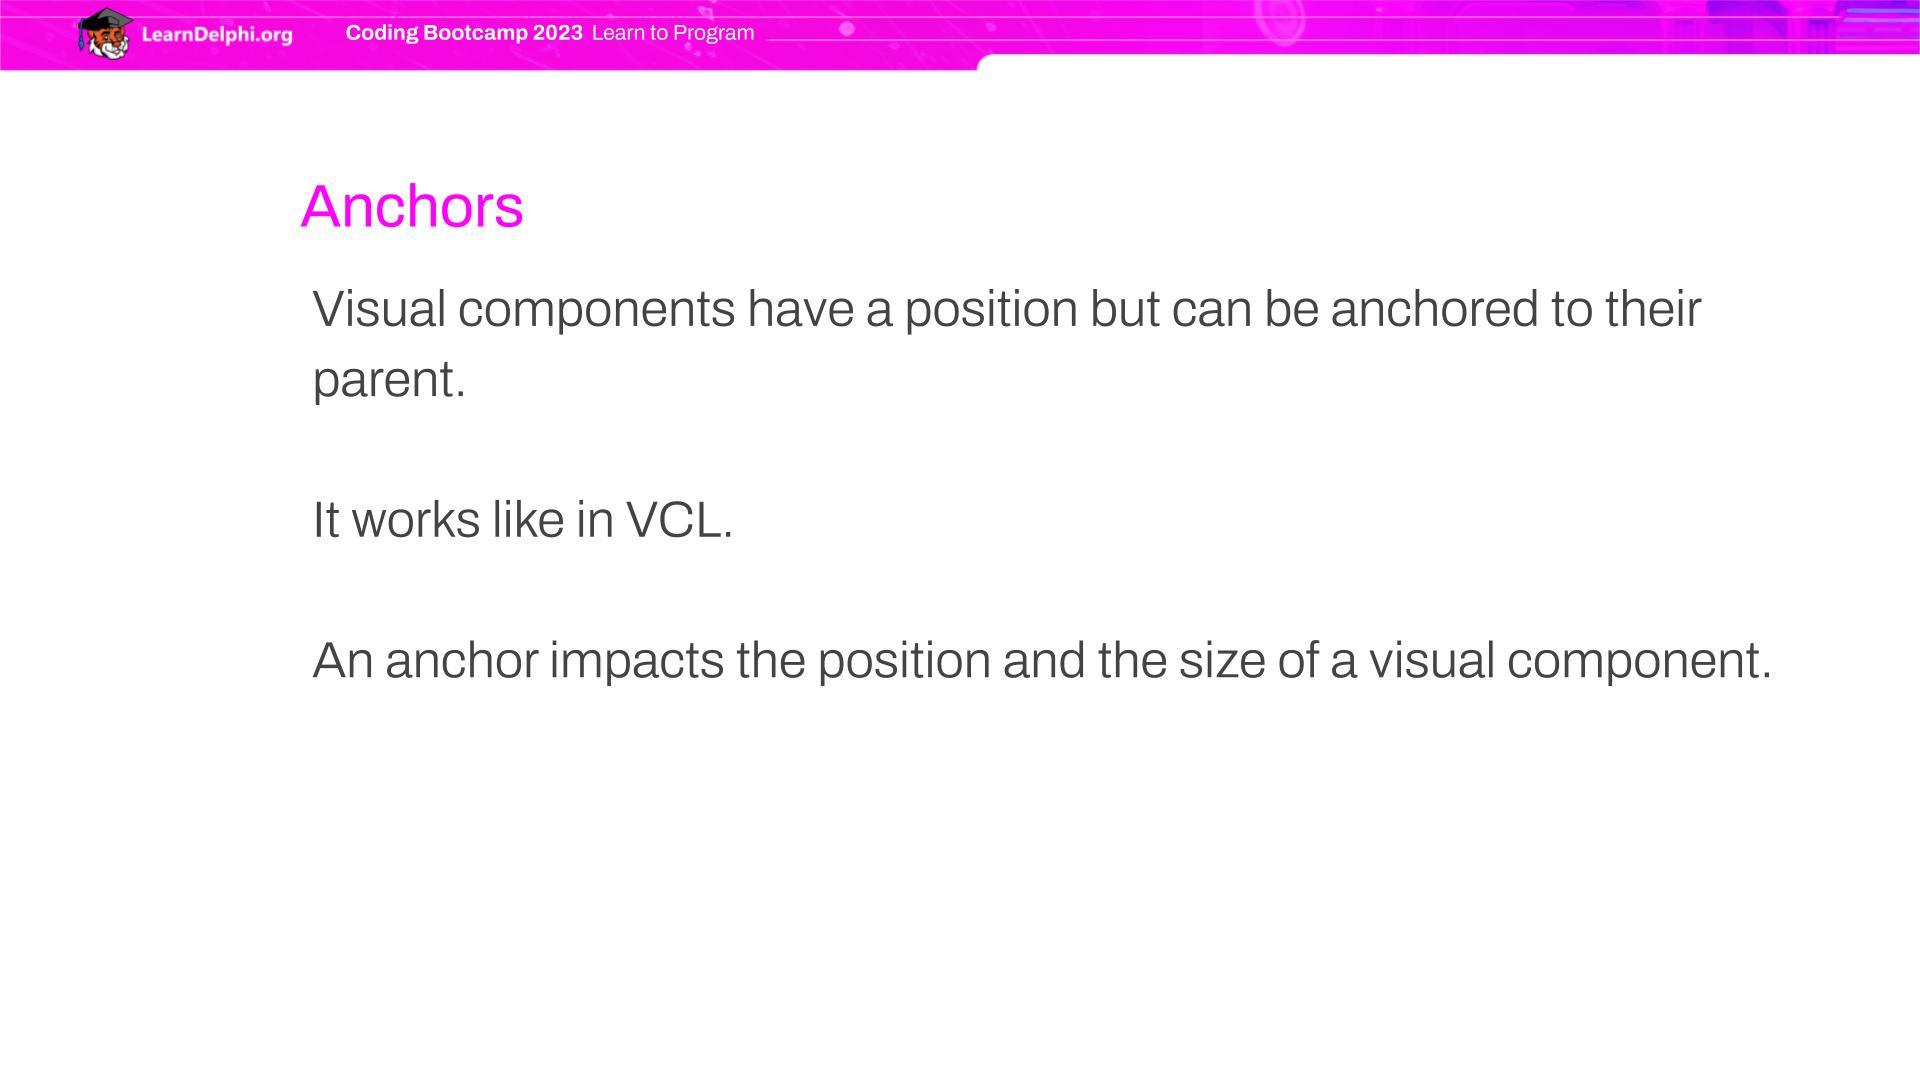 LearnDelphi.org
Coding Bootcamp 2023 Learn to Program
Anchors
Visual components have a position but can be anchored to their
parent.
It works like in VCL.
An anchor impacts the position and the size of a visual component.